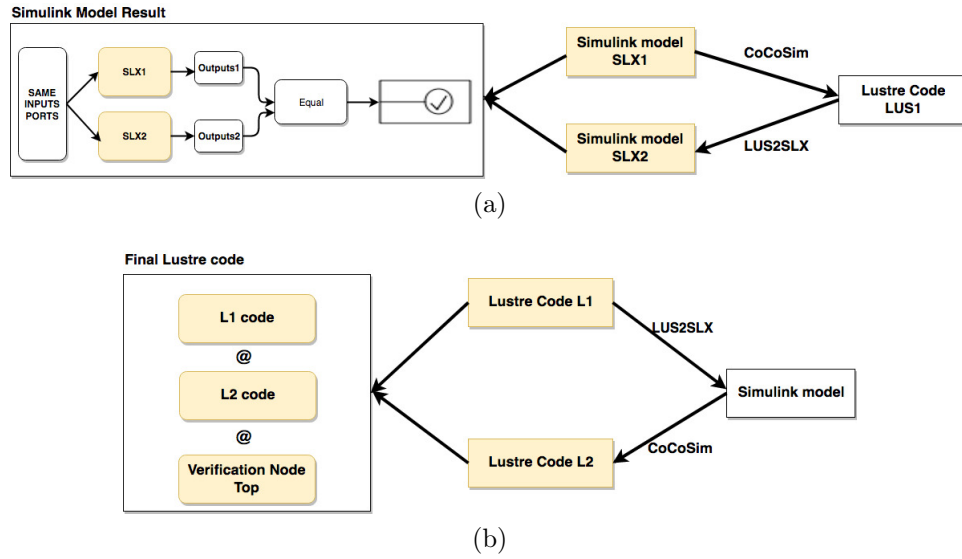 Simulink Model Result
SAME
INPUTS
PORTS
SLX1
Outputs1
SLX2
Outputs2
Equal
Simulink model
SLX1
CoCoSim
Lustre Code
LUS1
Simulink model
SLX2
LUS2SLX
(a)
Final Lustre code
L1 code
@
L2 code
@
Verification Node
Top
Lustre Code L1
LUS2SLX
Simulink model
Lustre Code L2
CoCoSim
(b)